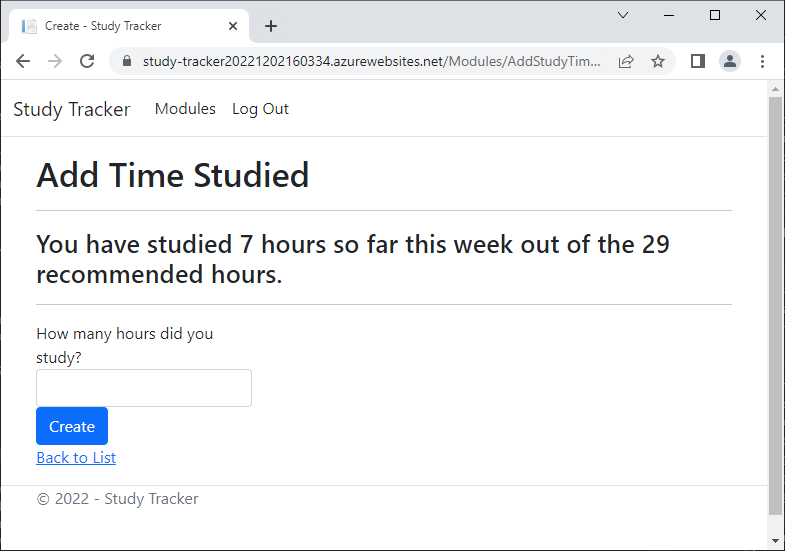 Create - Study Tracker
study-tracker20221202160334.azurewebsites.net/Modules/AddStudyTim...
Study Tracker Modules Log Out
Add Time Studied
You have studied 7 hours so far this week out of the 29
recommended hours.
How many hours did you
study?
Create
Back to List
© 2022 - Study Tracker